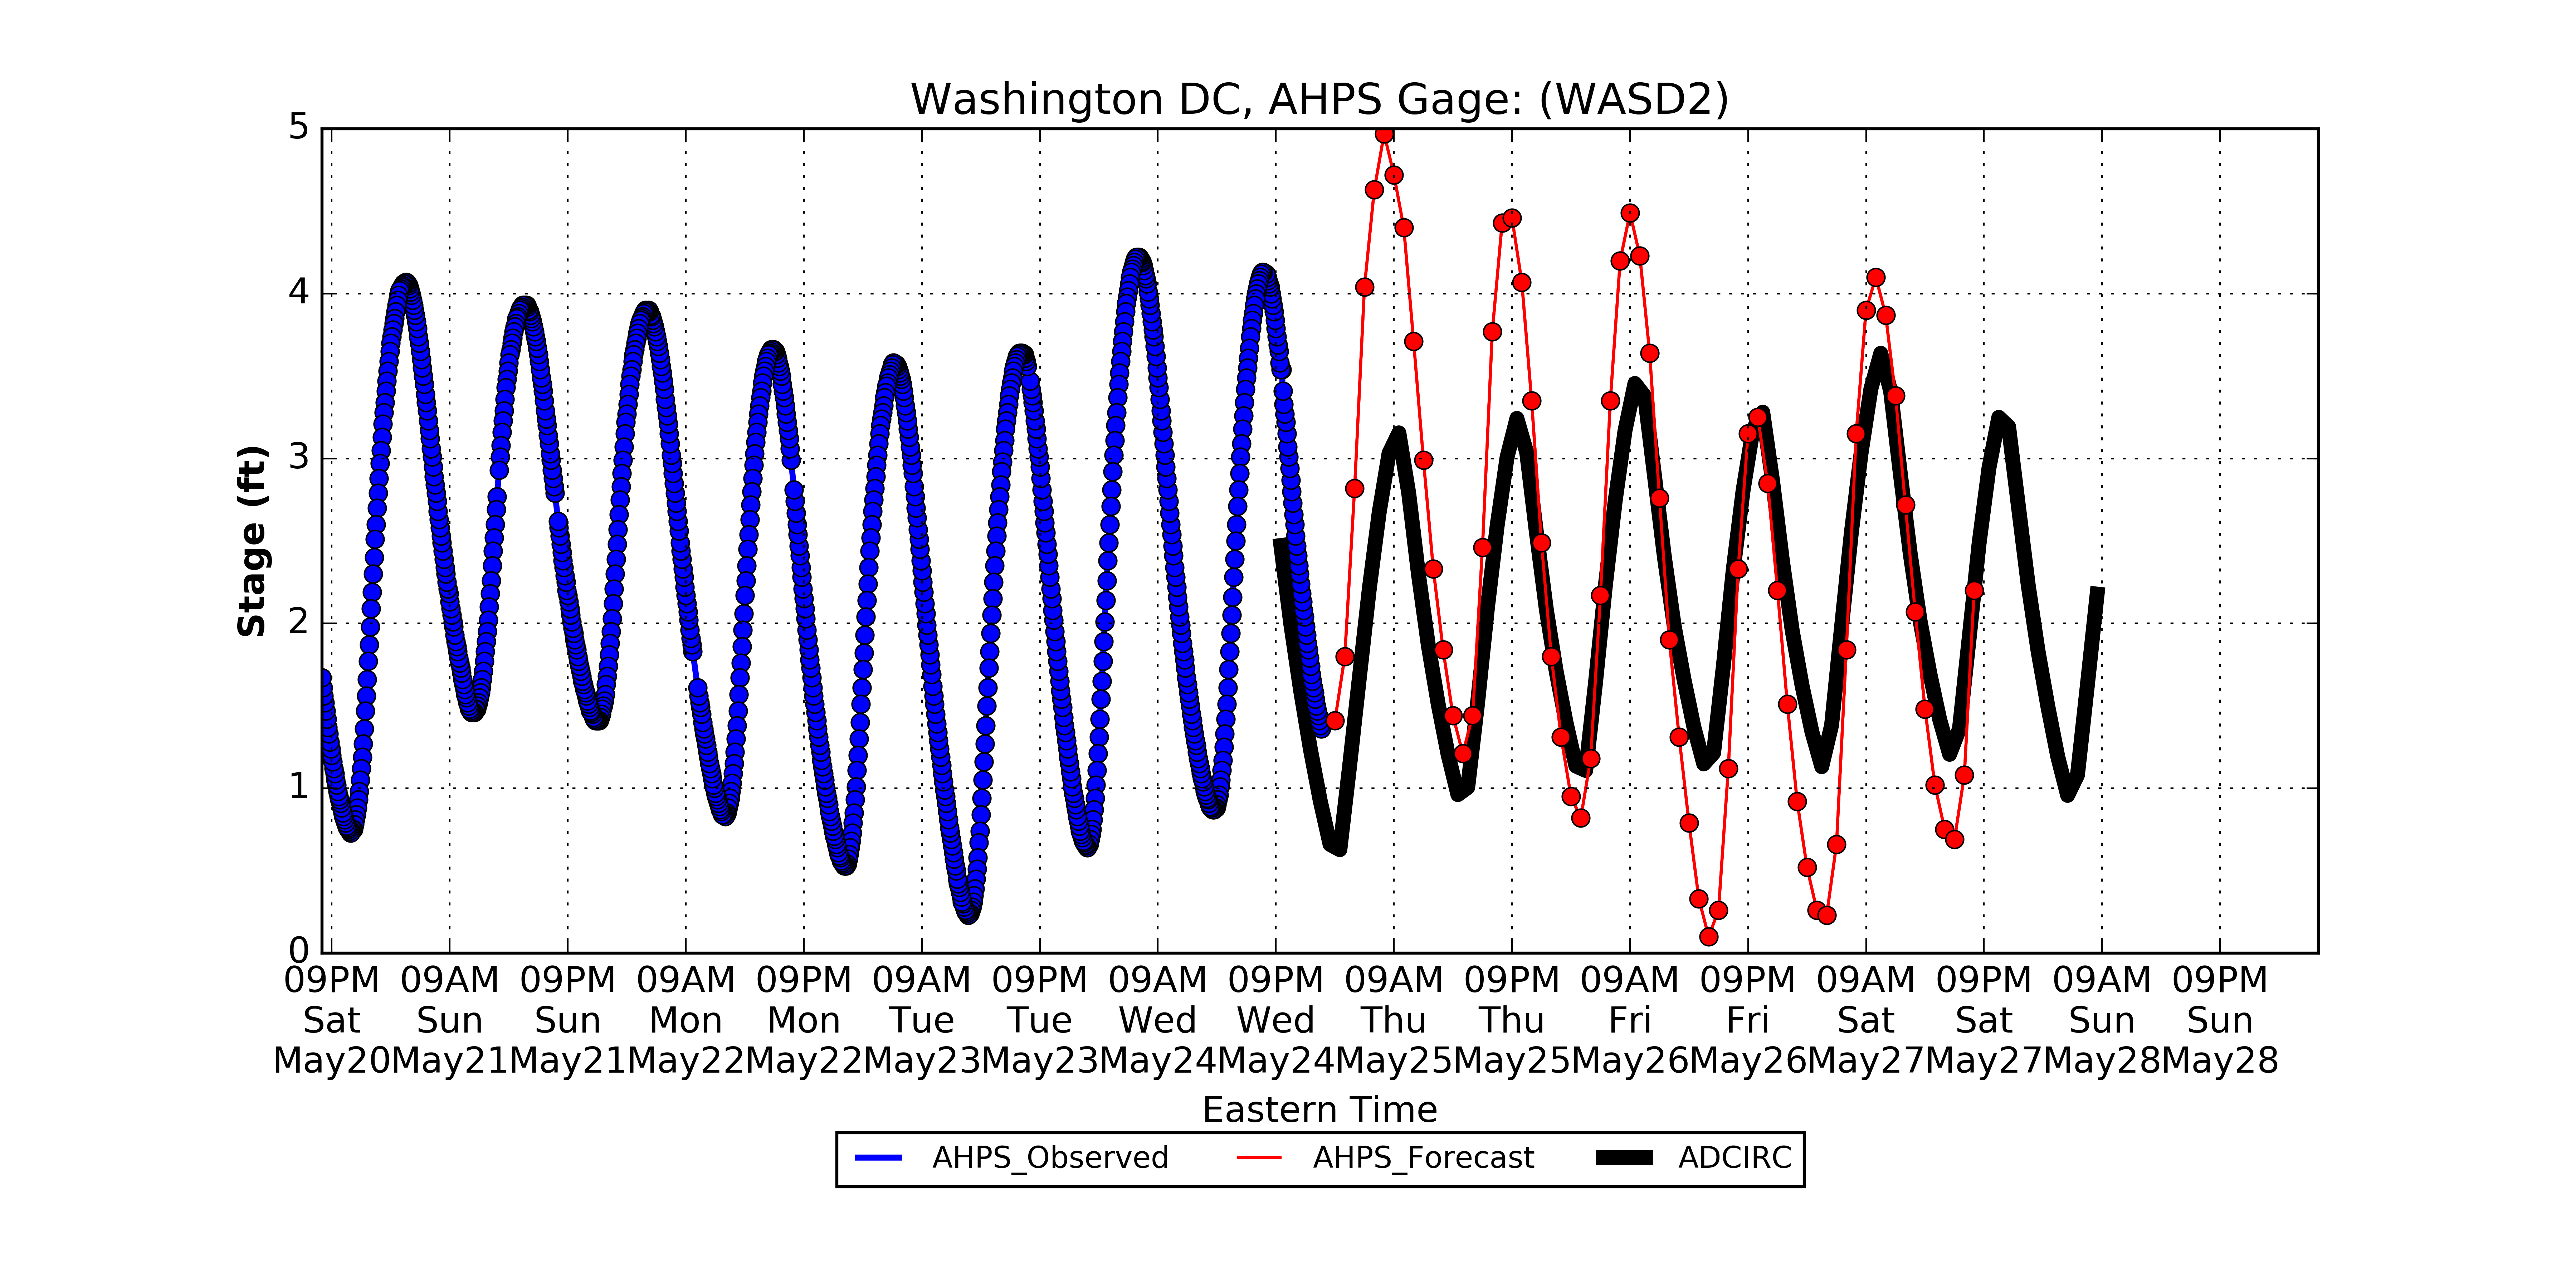 Washington DC, AHPS Gage: (WASD2)
5
4
3
2
1
0
Stage (ft)
09PM 09AM 09PM 09AM 09PM 09AM 09PM 09AM 09PM 09AM 09PM 09AM 09PM 09AM 09PM 09AM 09PM
Sat Sun Sun Mon Mon Tue Tue Wed Wed Thu Thu Fri Fri Sat Sat Sun Sun
May20 May21 May21 May22 May22 May23 May23 May24 May24 May25 May25 May26 May26 May27 May27 May28 May28
Eastern Time
AHPS_Observed AHPS_Forecast ADCIRC